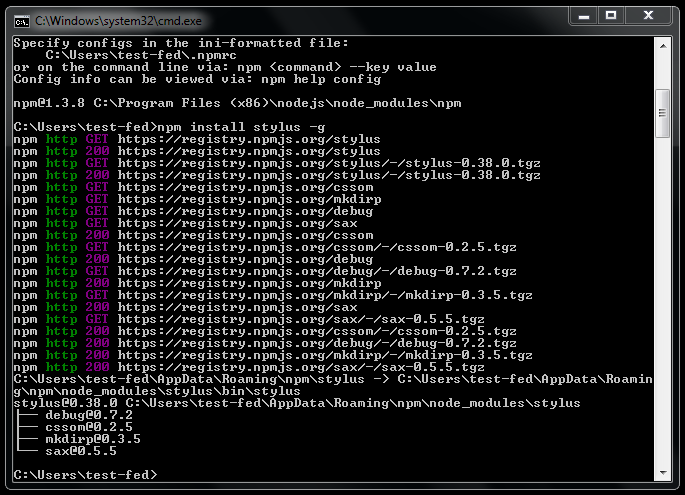 C:\Windows\system32\cmd.exe
Specify configs in the ini-formatted file:
    C:\Users\test-fed\.npmrc
or on the command line via: npm <command> --key value
Config info can be viewed via: npm help config

npm@1.3.8 C:\Program Files (x86)\nodejs\node_modules\npm

C:\Users\test-fed>npm install stylus -g
npm http GET https://registry.npmjs.org/stylus
npm http 200 https://registry.npmjs.org/stylus
npm http GET https://registry.npmjs.org/stylus/-/stylus-0.38.0.tgz
npm http 200 https://registry.npmjs.org/stylus/-/stylus-0.38.0.tgz
npm http GET https://registry.npmjs.org/cssom
npm http GET https://registry.npmjs.org/mkdirp
npm http GET https://registry.npmjs.org/debug
npm http GET https://registry.npmjs.org/sax
npm http 200 https://registry.npmjs.org/cssom
npm http GET https://registry.npmjs.org/cssom/-/cssom-0.2.5.tgz
npm http 200 https://registry.npmjs.org/debug
npm http GET https://registry.npmjs.org/debug/-/debug-0.7.2.tgz
npm http 200 https://registry.npmjs.org/mkdirp
npm http GET https://registry.npmjs.org/mkdirp/-/mkdirp-0.3.5.tgz
npm http 200 https://registry.npmjs.org/sax
npm http GET https://registry.npmjs.org/sax/-/sax-0.5.5.tgz
npm http 200 https://registry.npmjs.org/cssom/-/cssom-0.2.5.tgz
npm http 200 https://registry.npmjs.org/debug/-/debug-0.7.2.tgz
npm http 200 https://registry.npmjs.org/mkdirp/-/mkdirp-0.3.5.tgz
npm http 200 https://registry.npmjs.org/sax/-/sax-0.5.5.tgz
C:\Users\test-fed\AppData\Roaming\npm\stylus -> C:\Users\test-fed\AppData\Roamin
g\npm\node_modules\stylus\bin\stylus
stylus@0.38.0 C:\Users\test-fed\AppData\Roaming\npm\node_modules\stylus
├── debug@0.7.2
├── cssom@0.2.5
├── mkdirp@0.3.5
└── sax@0.5.5

C:\Users\test-fed>